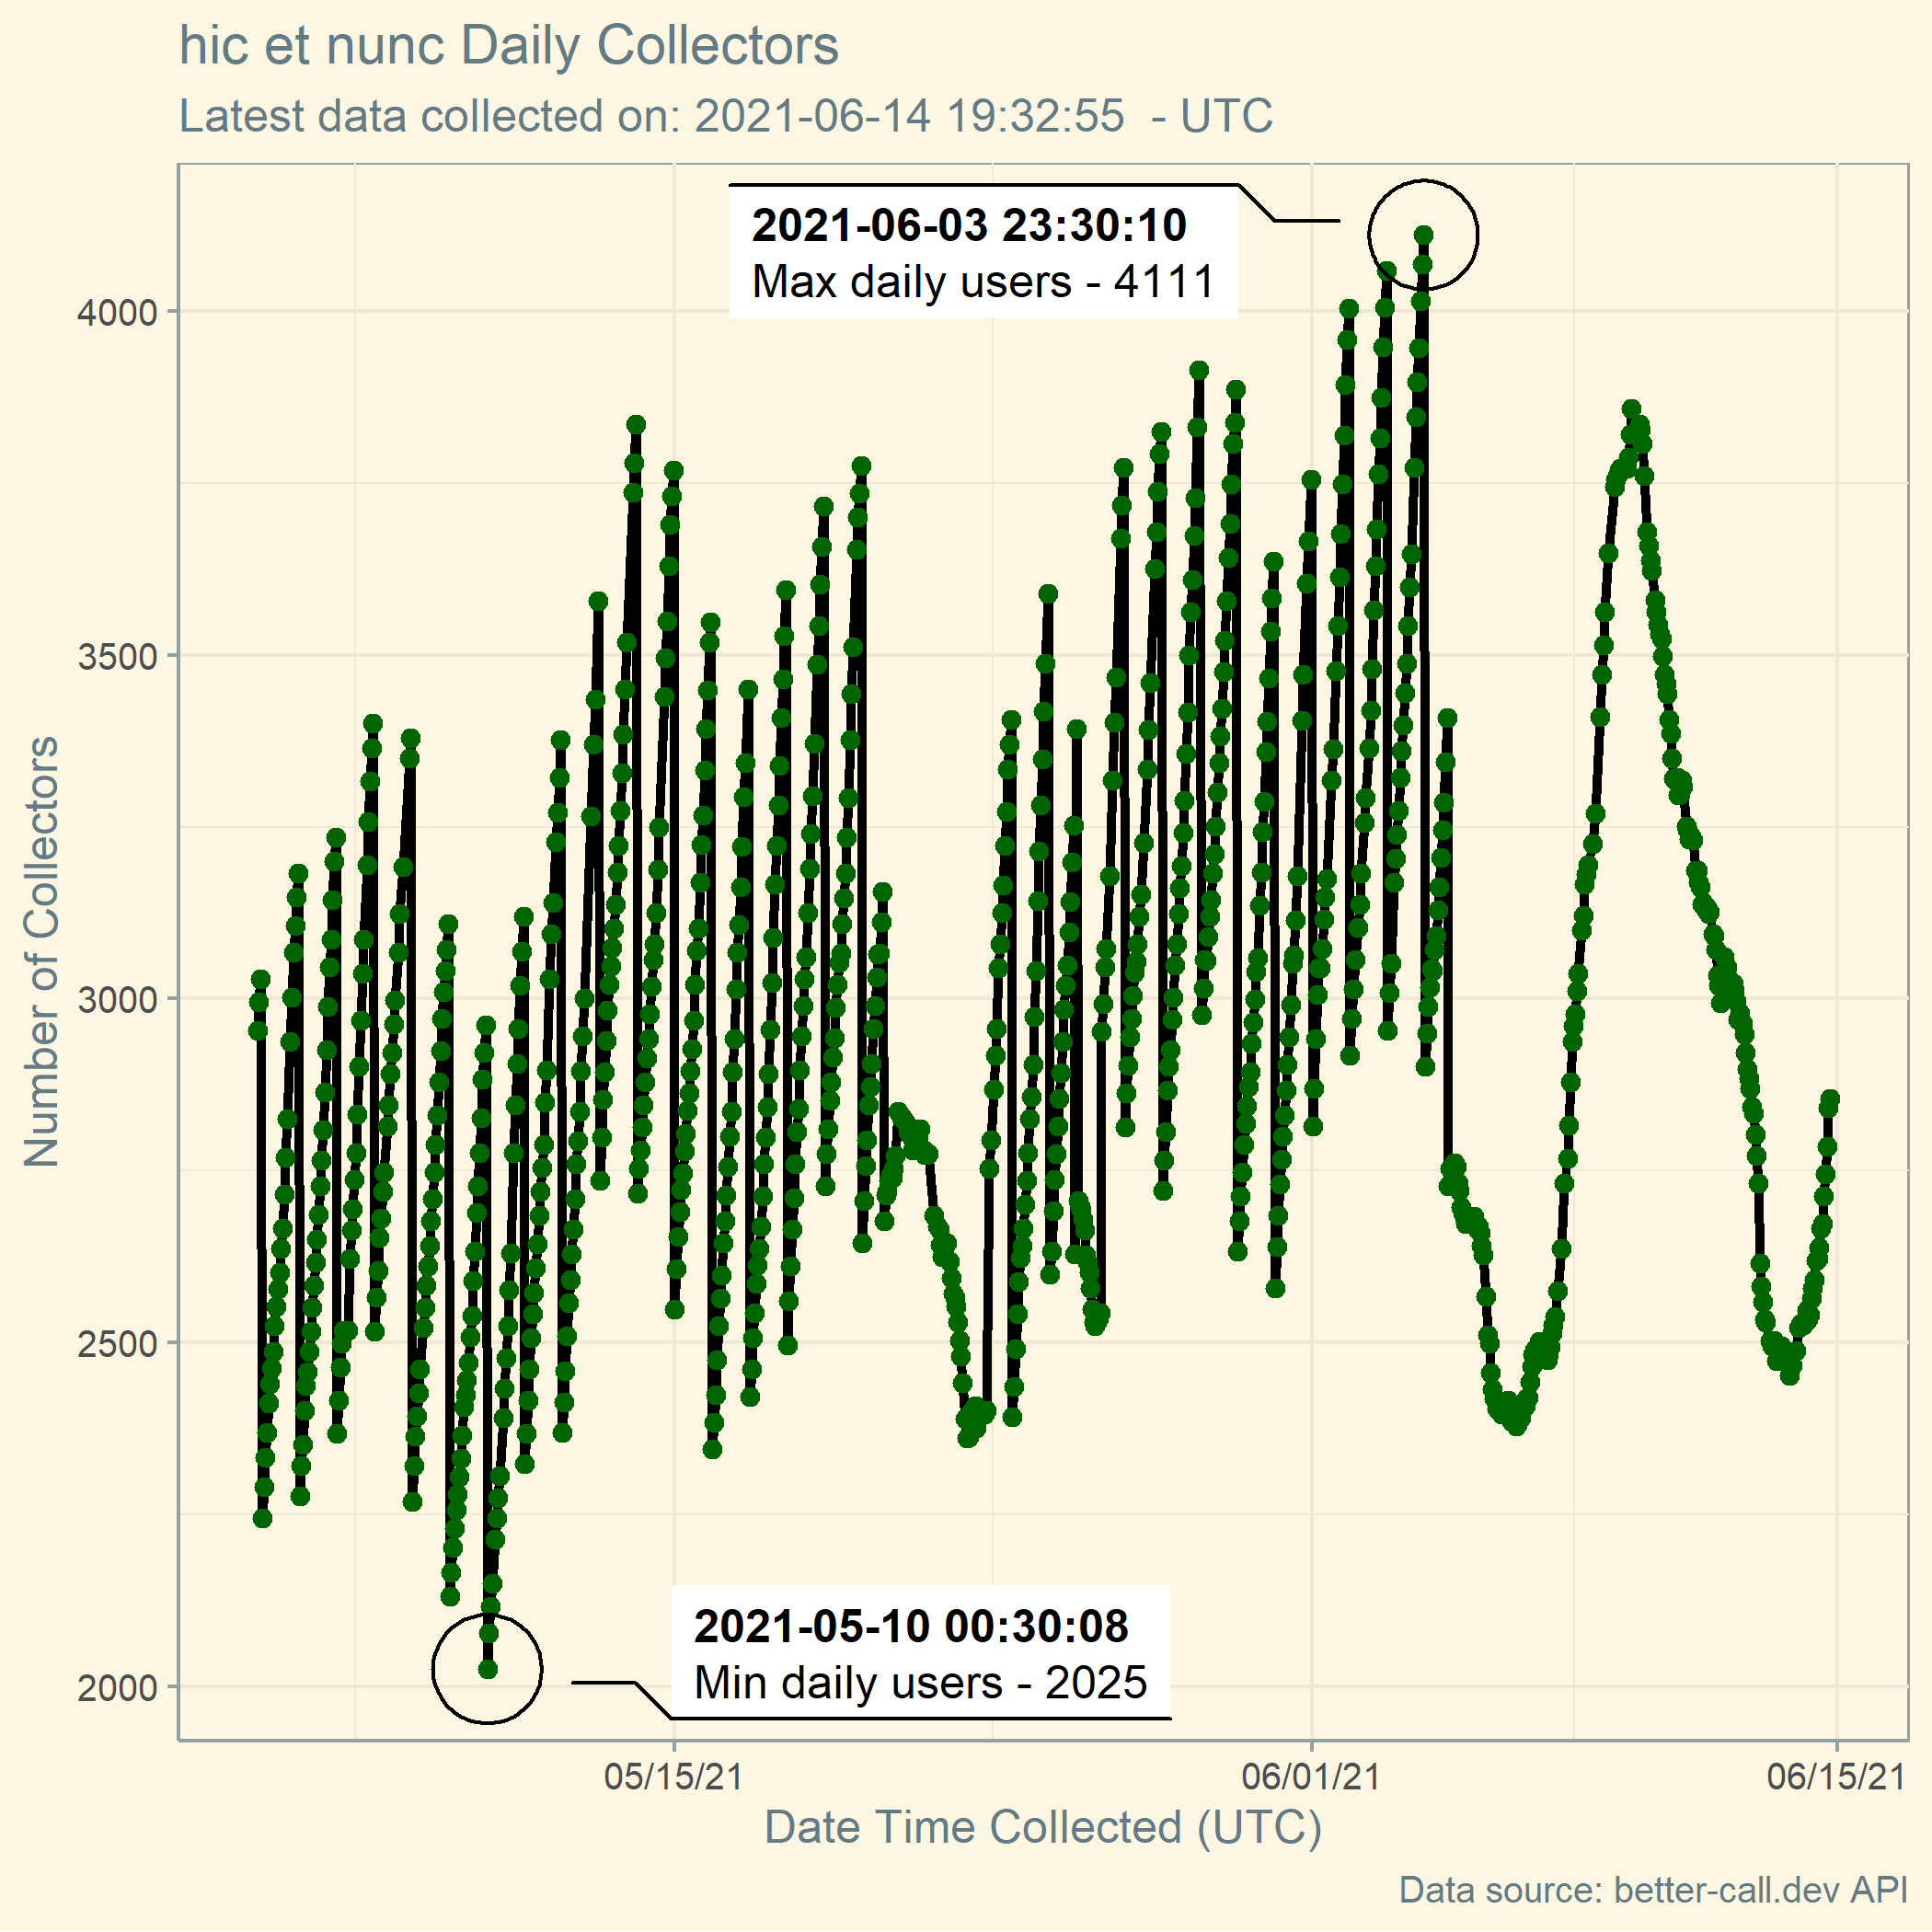 hic et nunc Daily Collectors
Latest data collected on: 2021-06-14 19:32:55  - UTC
2021-06-03 23:30:10
Max daily users - 4111
4000
3500
3000
2500
2000
Number of Collectors
2021-05-10 00:30:08
Min daily users - 2025
05/15/21
06/01/21
06/15/21
Date Time Collected (UTC)
Data source: better-call.dev API